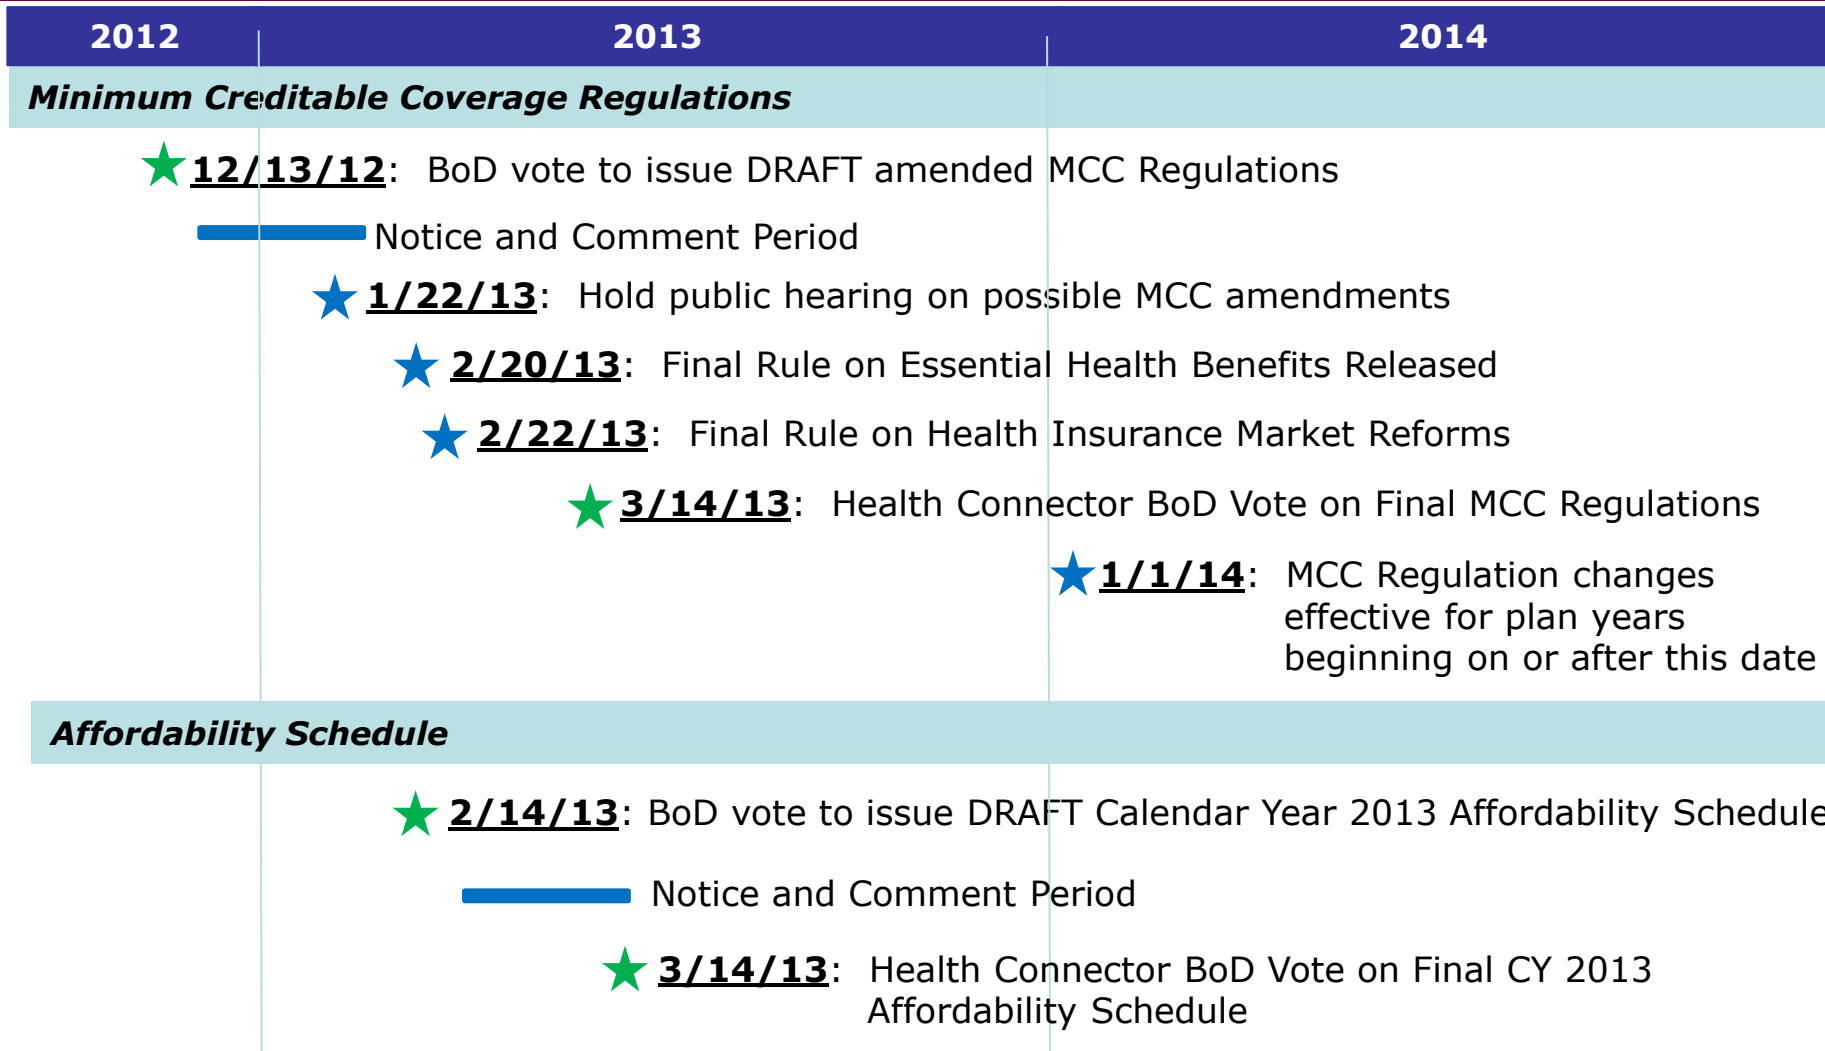 2012 2013 2014
Minimum Creditable Coverage Regulations
12/13/12: BoD vote to issue DRAFT amended MCC Regulations
Notice and Comment Period
1/22/13: Hold public hearing on possible MCC amendments
2/20/13: Final Rule on Essential Health Benefits Released
2/22/13: Final Rule on Health Insurance Market Reforms
3/14/13: Health Connector BoD Vote on Final MCC Regulations
1/1/14: MCC Regulation changes
effective for plan years
beginning on or after this date
Affordability Schedule
2/14/13: BoD vote to issue DRAFT Calendar Year 2013 Affordability Schedule
Notice and Comment Period
3/14/13: Health Connector BoD Vote on Final CY 2013
Affordability Schedule